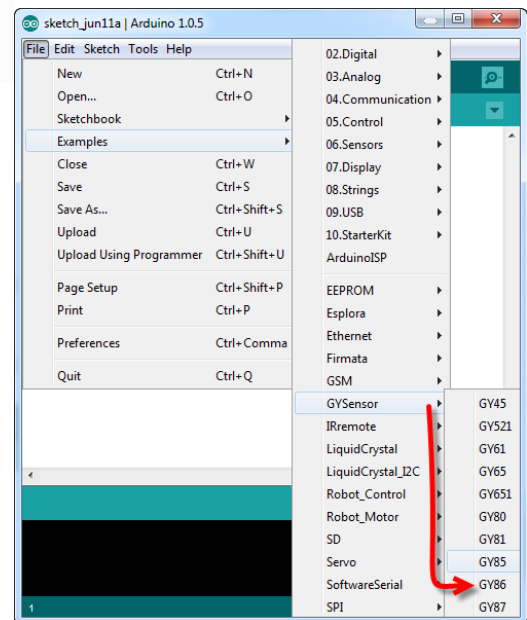 sketch_jun11a | Arduino 1.0.5
File Edit Sketch Tools Help
New Ctrl+N
Open... Ctrl+O
Sketchbook
Examples
Close Ctrl+W
Save Ctrl+S
Save As... Ctrl+Shift+S
Upload Ctrl+U
Upload Using Programmer Ctrl+Shift+U
Page Setup Ctrl+Shift+P
Print Ctrl+P
Preferences Ctrl+Comma
Quit Ctrl+Q
02.Digital
03.Analog
04.Communication
05.Control
06.Sensors
07.Display
08.Strings
09.USB
10.StarterKit
ArduinoISP
EEPROM
Esplora
Ethernet
Firmata
GSM
GYSensor
IRremote
LiquidCrystal
LiquidCrystal_I2C
Robot_Control
Robot_Motor
SD
Servo
SoftwareSerial
SPI
GY45
GY521
GY61
GY65
GY651
GY80
GY81
GY85
GY86
GY87
1